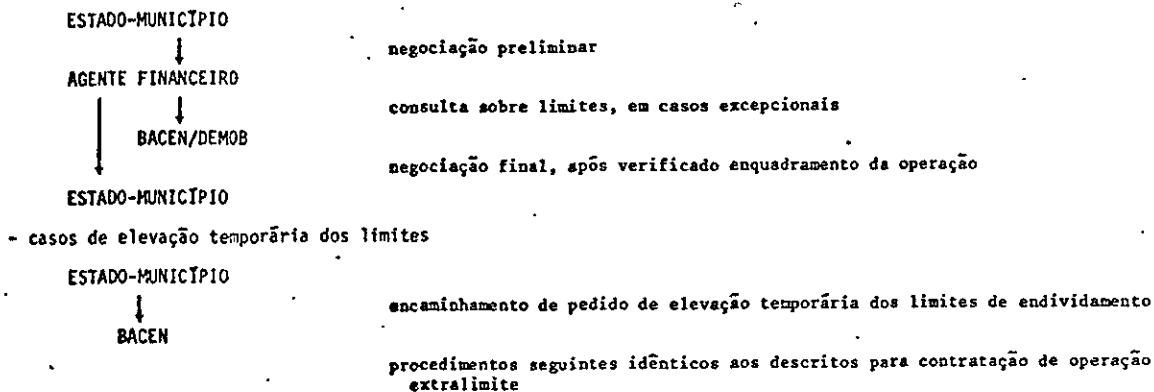 ESTADO-MUNICÍPIO
negociação preliminar
AGENTE FINANCEIRO
consulta sobre limites, em casos excepcionais
BACEN/DEMOB
negociação final, após verificado enquadramento da operação
ESTADO-MUNICÍPIO
- casos de elevação temporária dos limites
ESTADO-MUNICÍPIO
encaminhamento de pedido de elevação temporária dos limites de endividamento
BACEN
procedimentos seguintes idênticos aos descritos para contratação de operação
extralimite